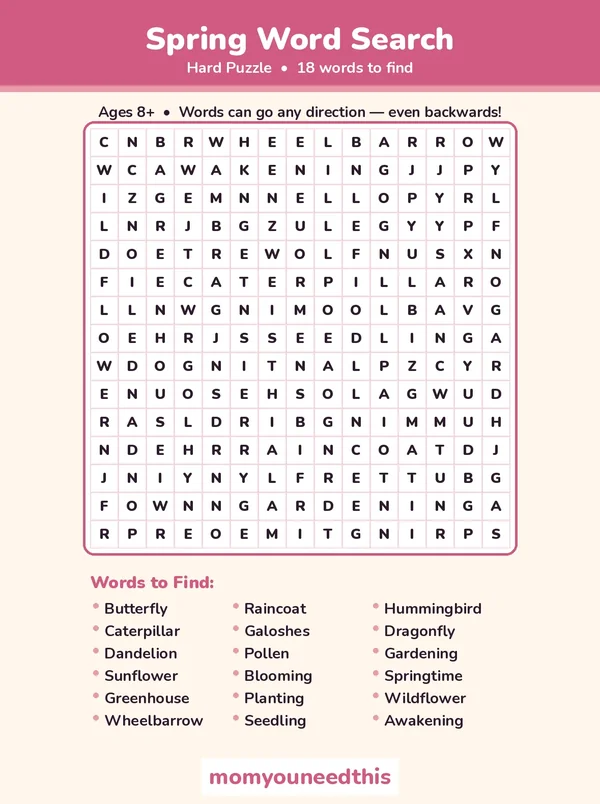 Spring Word Search
Hard Puzzle • 18 words to find
Ages 8+ • Words can go any direction — even backwards!
C N B R W H E E L B A R R O W
W C A W A K E N I N G J J P Y
I Z G E M N N E L L O P Y R L
L N R J B G Z U L E G Y Y P F
D O E T R E W O L F N U S X N
F I E C A T E R P I L L A R O
L L N W G N I M O O L B A V G
O E H R J S S E E D L I N G A
W D O G N I T N A L P Z C Y R
E N U O S E H S O L A G W U D
R A S L D R I B G N I M M U H
N D E H R R A I N C O A T D J
J N I Y N Y L F R E T T U B G
F O W N N G A R D E N I N G A
R P R E O E M I T G N I R P S
Words to Find:
• Butterfly • Raincoat • Hummingbird
• Caterpillar • Galoshes • Dragonfly
• Dandelion • Pollen • Gardening
• Sunflower • Blooming • Springtime
• Greenhouse • Planting • Wildflower
• Wheelbarrow • Seedling • Awakening
momyouneedthis